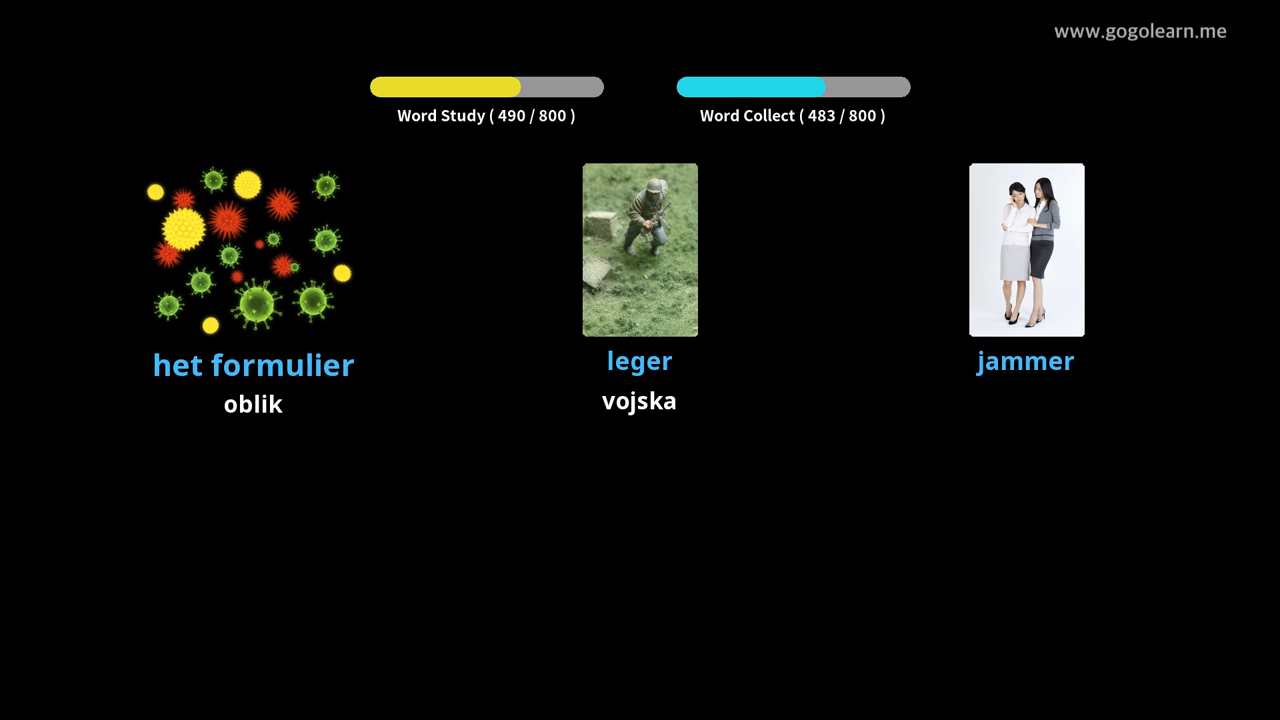 www.gogolearn.me
Word Study ( 490 / 800 )
Word Collect ( 483 / 800 )
het formulier
oblik
leger
vojska
jammer